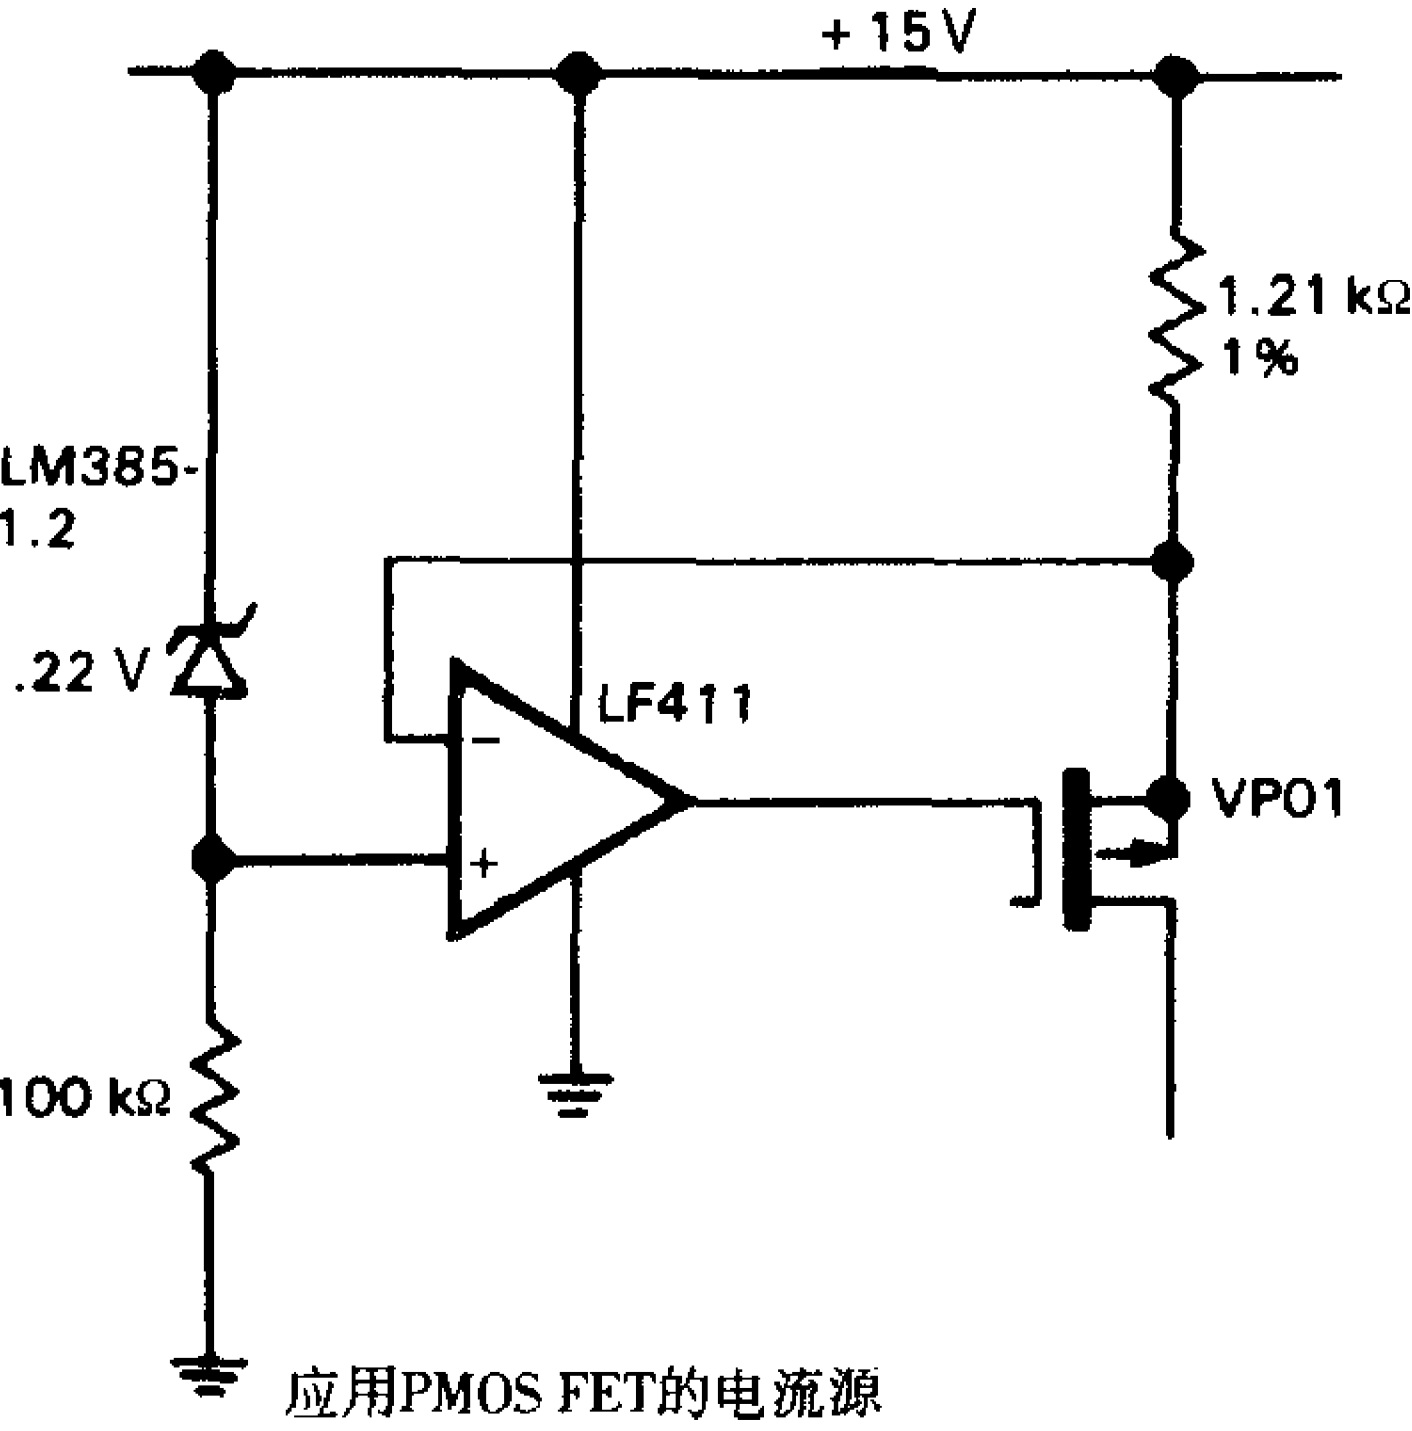 +15V
1.21 kΩ
1%
LM385-
1.2
.22 V
LF411
−
+
VP01
100 kΩ
应用PMOS FET的电流源